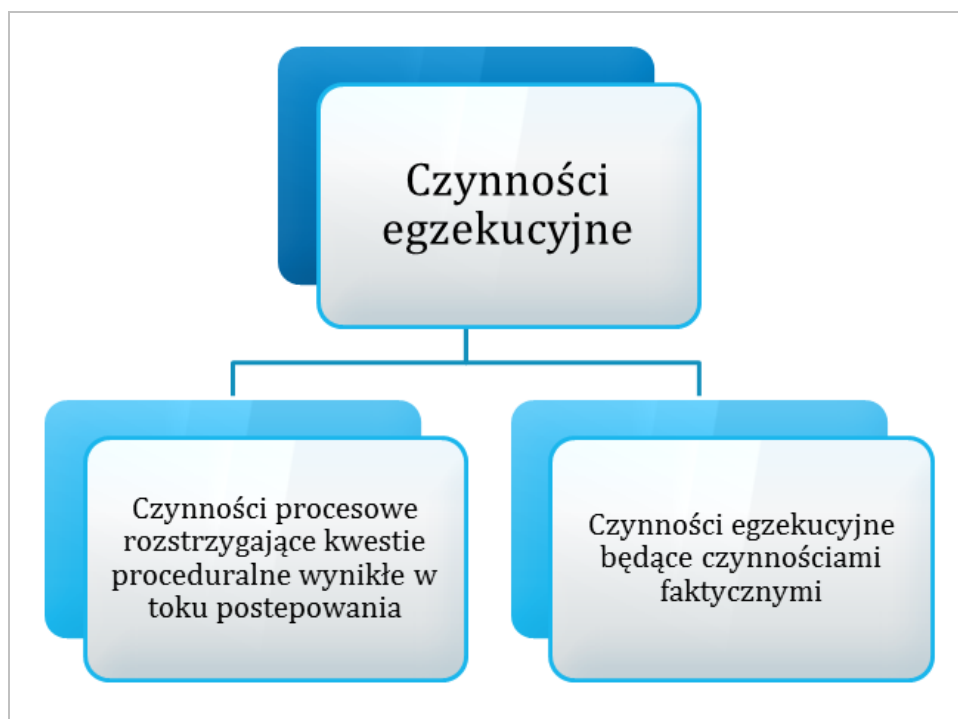 Czynności
egzekucyjne
Czynności procesowe
rozstrzygające kwestie
proceduralne wynikłe w
toku postepowania
Czynności egzekucyjne
będące czynnościami
faktycznymi